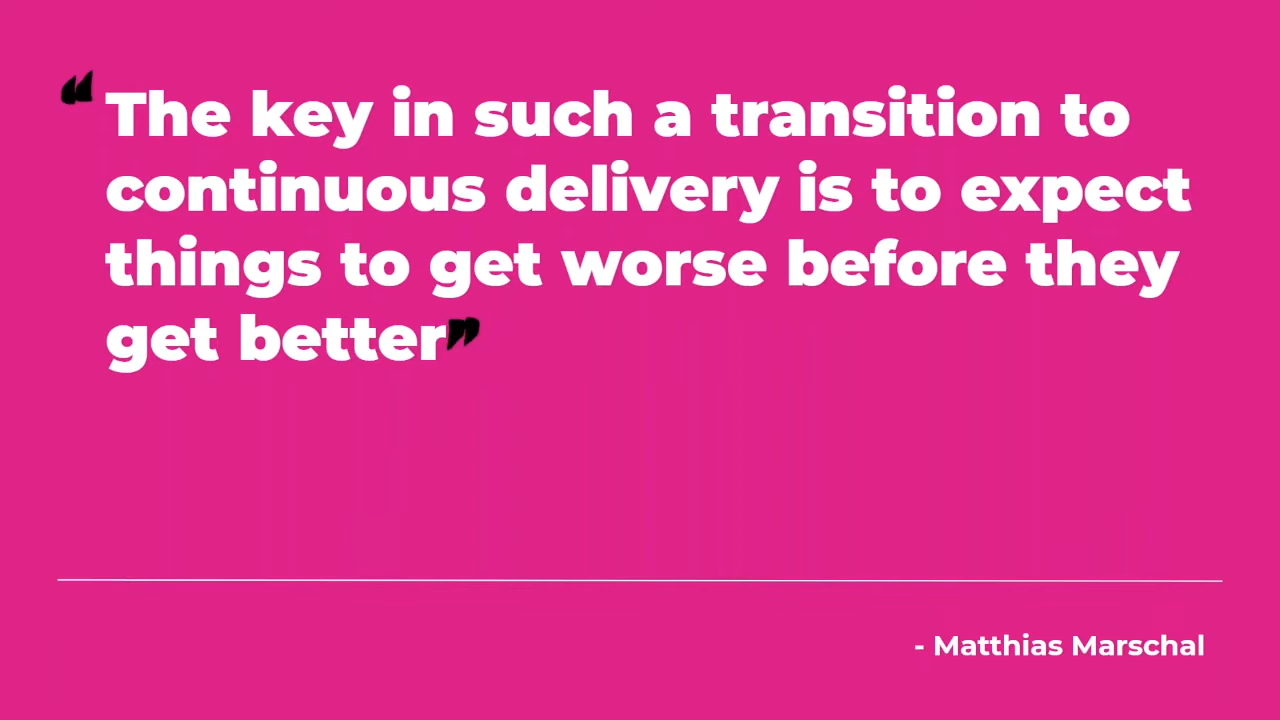 “The key in such a transition to
continuous delivery is to expect
things to get worse before they
get better”
- Matthias Marschal